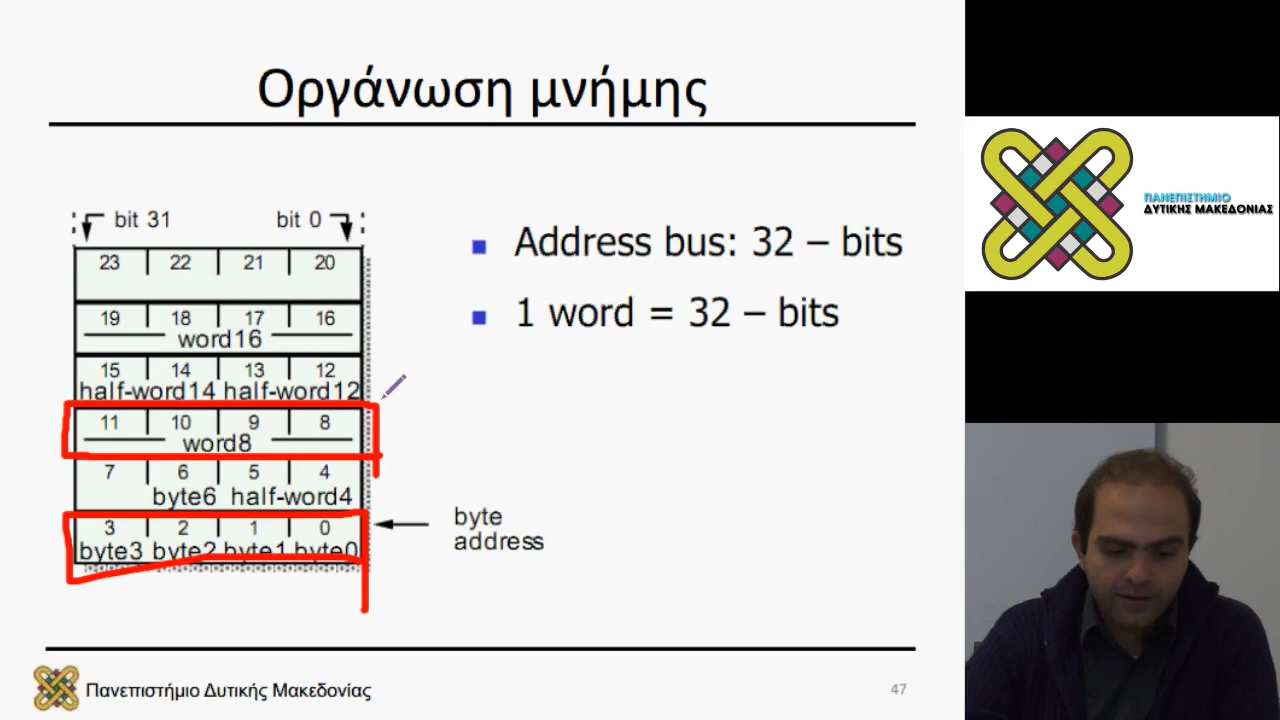 Οργάνωση μνήμης
bit 31 bit 0
23 22 21 20
19 18 17 16
word16
15 14 13 12
half-word14 half-word12
11 10 9 8
word8
7 6 5 4
byte6 half-word4
3 2 1 0
byte3 byte2 byte1 byte0
byte
address
Address bus: 32 – bits
1 word = 32 – bits
Πανεπιστήμιο Δυτικής Μακεδονίας
47
ΠΑΝΕΠΙΣΤΗΜΙΟ
ΔΥΤΙΚΗΣ ΜΑΚΕΔΟΝΙΑΣ